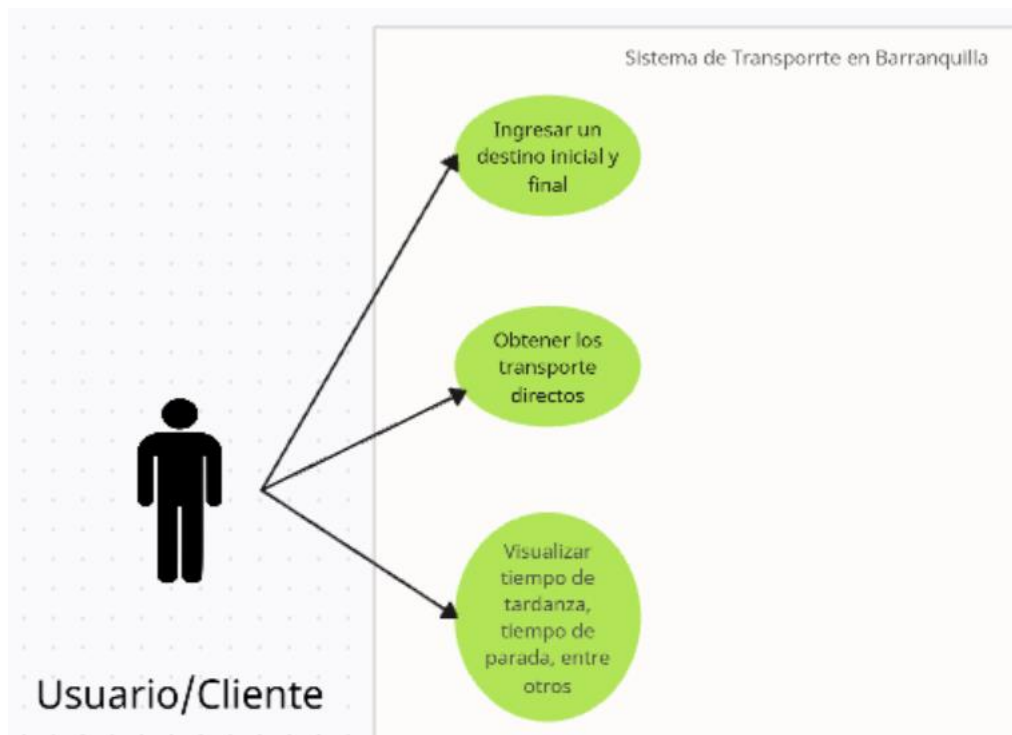 Sistema de Transporrte en Barranquilla
Ingresar un
destino inicial y
final
Obtener los
transporte
directos
Visualizar
tiempo de
tardanza,
tiempo de
parada, entre
otros
Usuario/Cliente